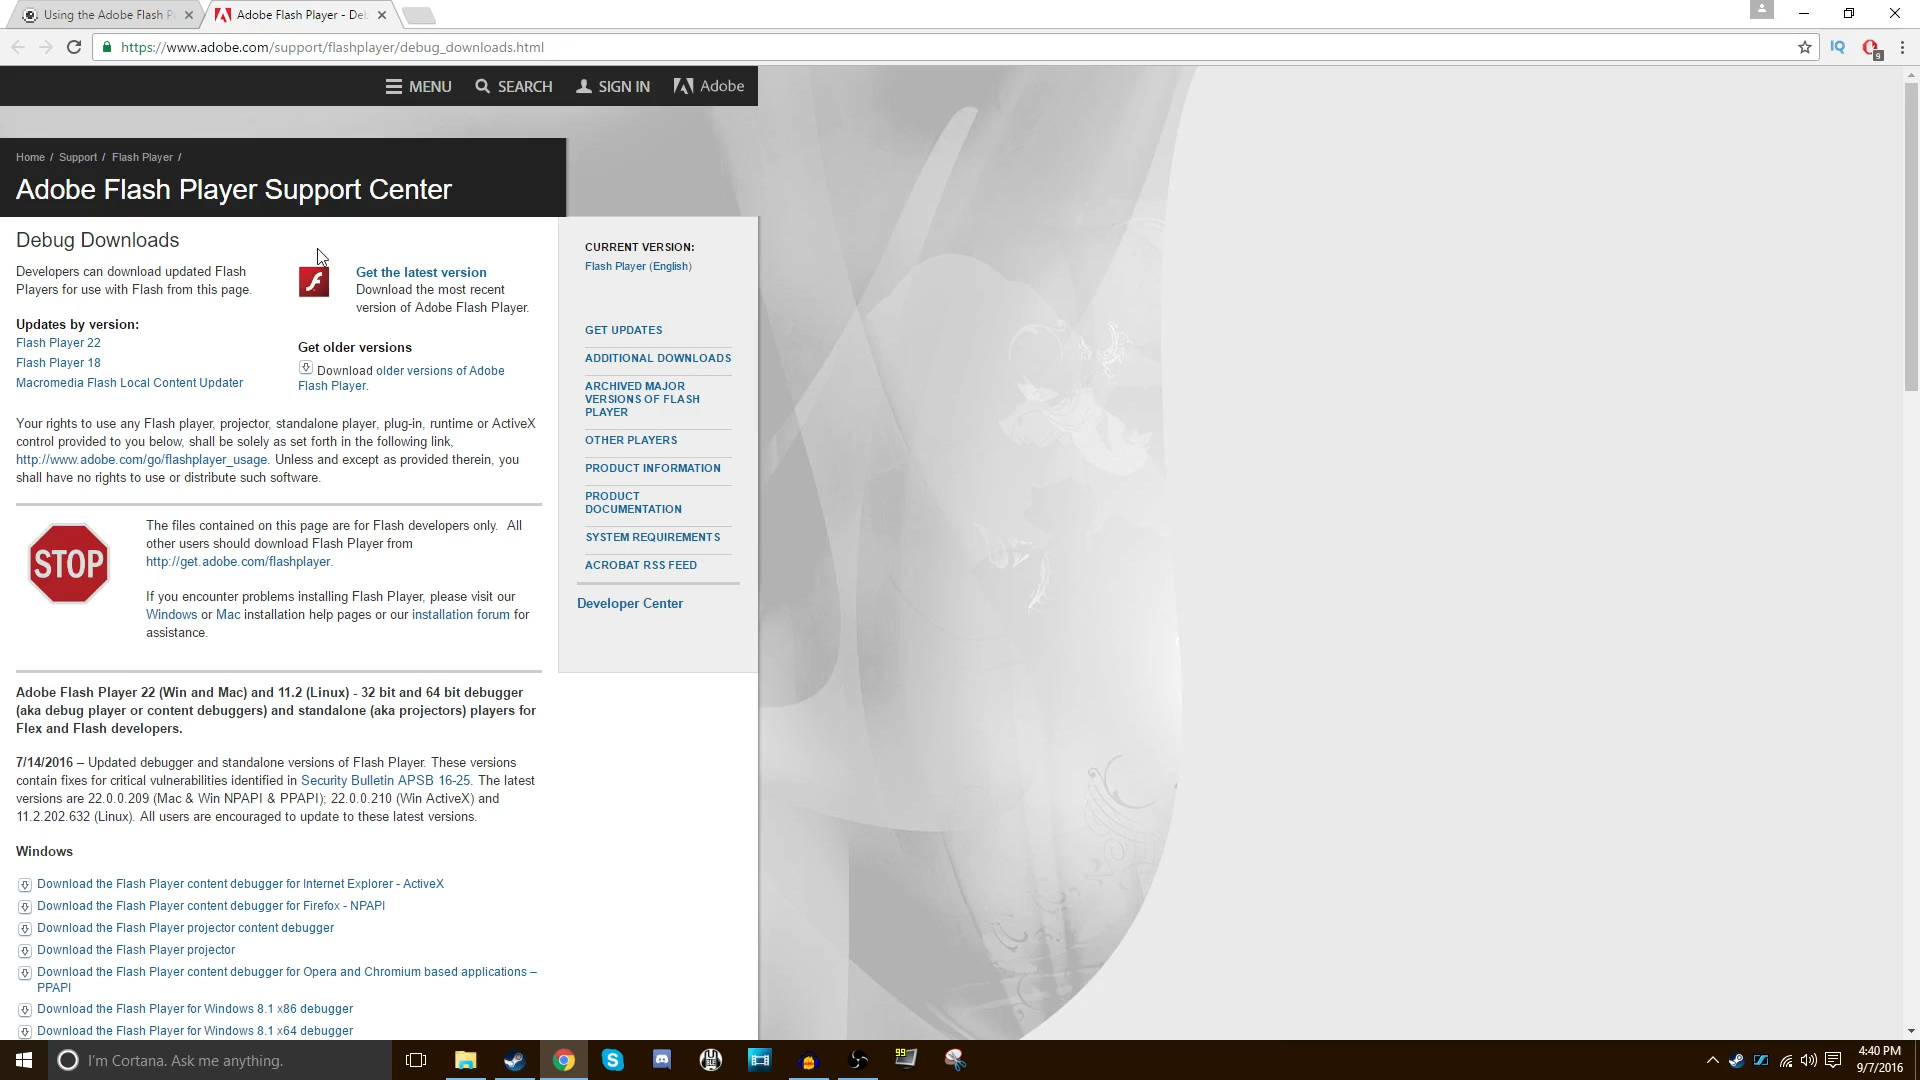 Using the Adobe Flash P
Adobe Flash Player - Deb
https://www.adobe.com/support/flashplayer/debug_downloads.html
IQ
9
MENU
SEARCH
SIGN IN
Adobe
Home / Support / Flash Player /
Adobe Flash Player Support Center
Debug Downloads
Developers can download updated Flash
Players for use with Flash from this page.
Updates by version:
Flash Player 22
Flash Player 18
Macromedia Flash Local Content Updater
Get the latest version
Download the most recent
version of Adobe Flash Player.
Get older versions
Download older versions of Adobe
Flash Player.
Your rights to use any Flash player, projector, standalone player, plug-in, runtime or ActiveX
control provided to you below, shall be solely as set forth in the following link,
http://www.adobe.com/go/flashplayer_usage. Unless and except as provided therein, you
shall have no rights to use or distribute such software.
STOP
The files contained on this page are for Flash developers only. All
other users should download Flash Player from
http://get.adobe.com/flashplayer.
If you encounter problems installing Flash Player, please visit our
Windows or Mac installation help pages or our installation forum for
assistance.
Adobe Flash Player 22 (Win and Mac) and 11.2 (Linux) - 32 bit and 64 bit debugger
(aka debug player or content debuggers) and standalone (aka projectors) players for
Flex and Flash developers.
7/14/2016 – Updated debugger and standalone versions of Flash Player. These versions
contain fixes for critical vulnerabilities identified in Security Bulletin APSB 16-25. The latest
versions are 22.0.0.209 (Mac & Win NPAPI & PPAPI); 22.0.0.210 (Win ActiveX) and
11.2.202.632 (Linux). All users are encouraged to update to these latest versions.
Windows
Download the Flash Player content debugger for Internet Explorer - ActiveX
Download the Flash Player content debugger for Firefox - NPAPI
Download the Flash Player projector content debugger
Download the Flash Player projector
Download the Flash Player content debugger for Opera and Chromium based applications –
PPAPI
Download the Flash Player for Windows 8.1 x86 debugger
Download the Flash Player for Windows 8.1 x64 debugger
CURRENT VERSION:
Flash Player (English)
GET UPDATES
ADDITIONAL DOWNLOADS
ARCHIVED MAJOR
VERSIONS OF FLASH
PLAYER
OTHER PLAYERS
PRODUCT INFORMATION
PRODUCT
DOCUMENTATION
SYSTEM REQUIREMENTS
ACROBAT RSS FEED
Developer Center
I'm Cortana. Ask me anything.
99
4:40 PM
9/7/2016